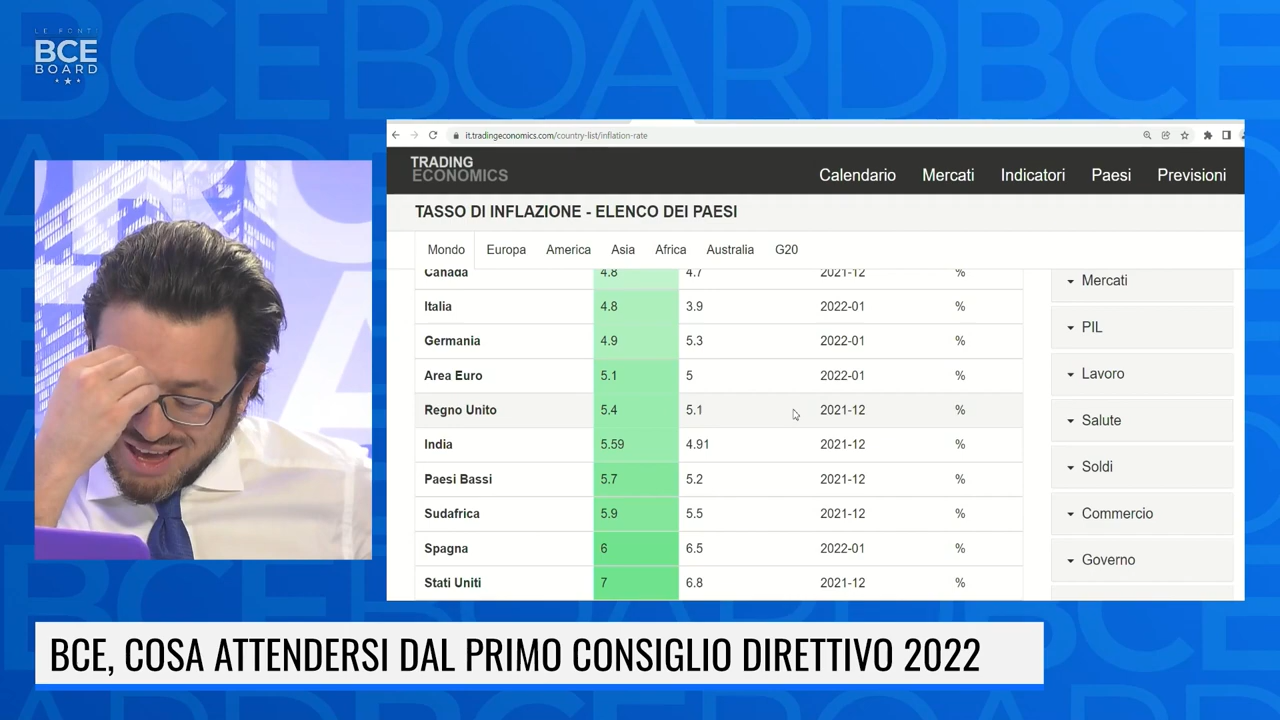 LE FONTI
BCE
BOARD
it.tradingeconomics.com/country-list/inflation-rate
TRADING
ECONOMICS
Calendario Mercati Indicatori Paesi Previsioni
TASSO DI INFLAZIONE - ELENCO DEI PAESI
Mondo Europa America Asia Africa Australia G20
Canada 4.8 4.7 2021-12 %
Italia 4.8 3.9 2022-01 %
Germania 4.9 5.3 2022-01 %
Area Euro 5.1 5 2022-01 %
Regno Unito 5.4 5.1 2021-12 %
India 5.59 4.91 2021-12 %
Paesi Bassi 5.7 5.2 2021-12 %
Sudafrica 5.9 5.5 2021-12 %
Spagna 6 6.5 2022-01 %
Stati Uniti 7 6.8 2021-12 %
Mercati
PIL
Lavoro
Salute
Soldi
Commercio
Governo
BCE, COSA ATTENDERSI DAL PRIMO CONSIGLIO DIRETTIVO 2022